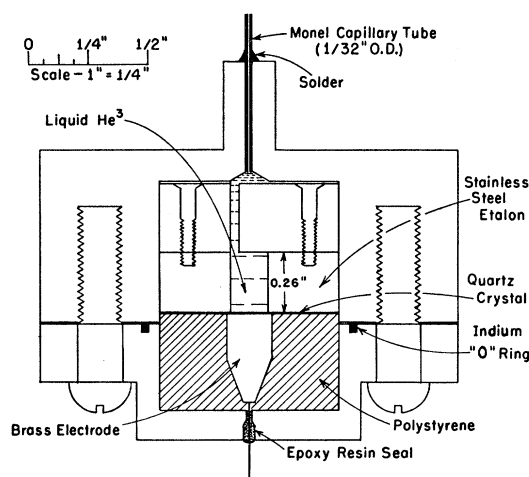 Monel Capillary Tube
(1/32" O.D.)
0 1/4" 1/2"
Scale - 1" = 1/4"
Solder
Liquid He³
Stainless
Steel
Etalon
0.26"
Quartz
Crystal
Indium
"O" Ring
Brass Electrode
Polystyrene
Epoxy Resin Seal